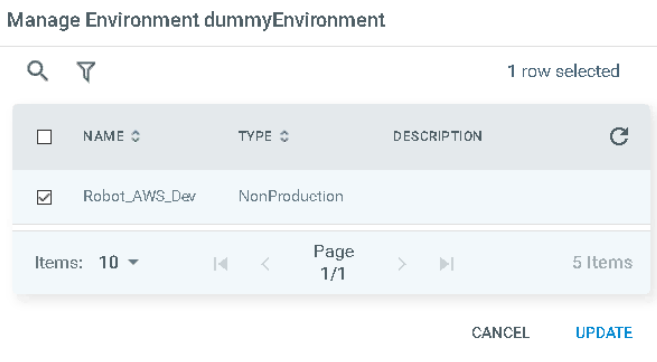 Manage Environment dummyEnvironment
1 row selected
NAME TYPE DESCRIPTION
Robot_AWS_Dev NonProduction
Items: 10 Page 1/1 5 Items
CANCEL UPDATE